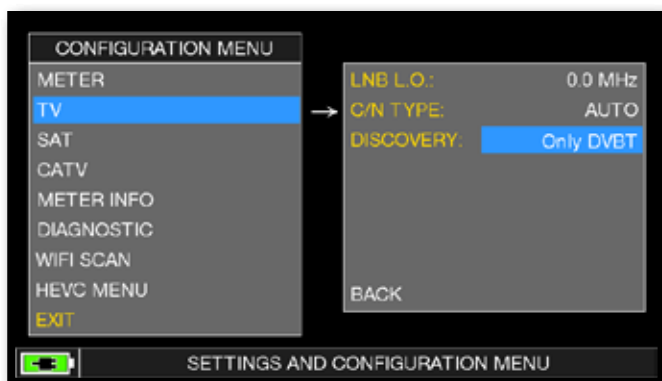 CONFIGURATION MENU
METER
TV
SAT
CATV
METER INFO
DIAGNOSTIC
WIFI SCAN
HEVC MENU
EXIT
→
LNB L.O.: 0.0 MHz
C/N TYPE: AUTO
DISCOVERY: Only DVBT
BACK
SETTINGS AND CONFIGURATION MENU